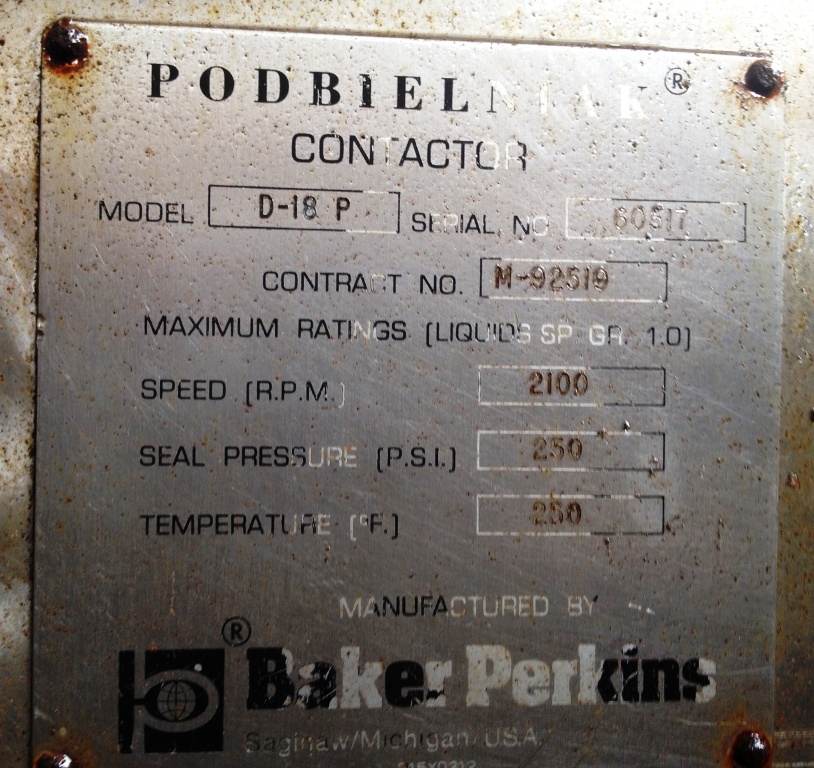 PODBIELNIAK®
CONTACTOR
MODEL D-18 P SERIAL NO 60517
CONTRACT NO. M-92519
MAXIMUM RATINGS (LIQUIDS SP GR. 1.0)
SPEED (R.P.M.) 2100
SEAL PRESSURE (P.S.I.) 250
TEMPERATURE (°F.) 250
MANUFACTURED BY
® Baker Perkins
Saginaw/Michigan/USA